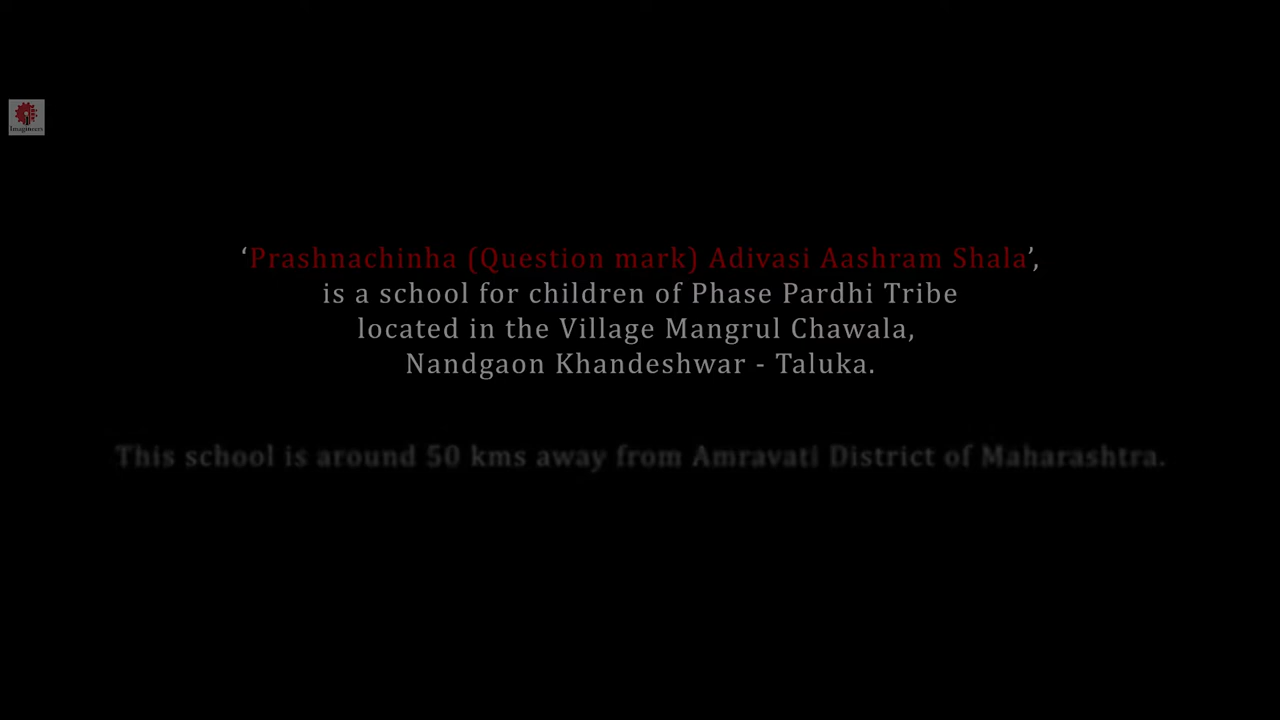 Imagineers
‘Prashnachinha (Question mark) Adivasi Aashram Shala’,
is a school for children of Phase Pardhi Tribe
located in the Village Mangrul Chawala,
Nandgaon Khandeshwar - Taluka.
This school is around 50 kms away from Amravati District of Maharashtra.